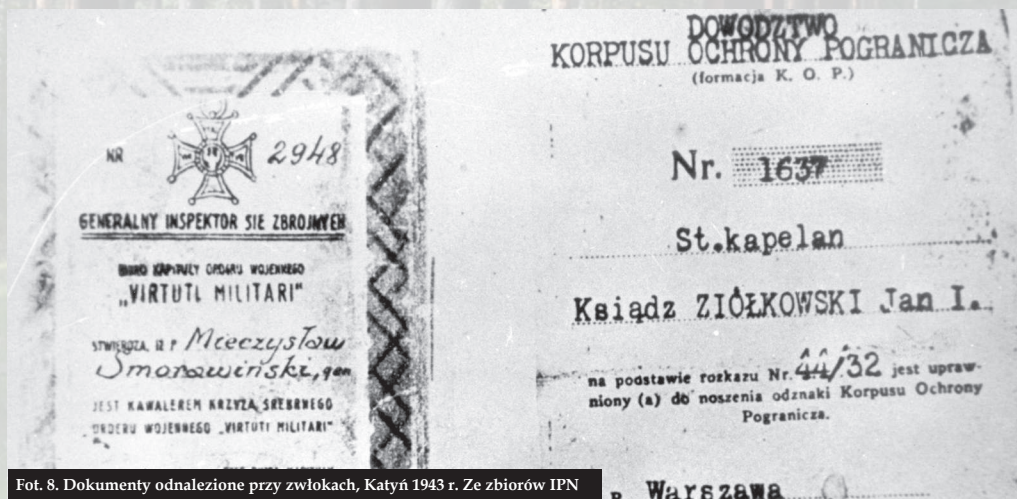 NR 2948
GENERALNY INSPEKTOR SIŁ ZBROJNYCH
BIURO KAPITUŁY ORDERU WOJENNEGO
„VIRTUTI MILITARI"
STWIERDZA, IŻ P. Mieczysław
Smorawiński, gen
JEST KAWALEREM KRZYŻA SREBRNEGO
ORDERU WOJENNEGO „VIRTUTI MILITARI"
DOWODZTWO
KORPUSU OCHRONY POGRANICZA
(formacja K. O. P.)
Nr. 1637
St.kapelan
Ksiądz ZIÓŁKOWSKI Jan I.
na podstawie rozkazu Nr. 44/32 jest upraw-
niony (a) do noszenia odznaki Korpusu Ochrony
Pogranicza.
Warszawa
Fot. 8. Dokumenty odnalezione przy zwłokach, Katyń 1943 r. Ze zbiorów IPN